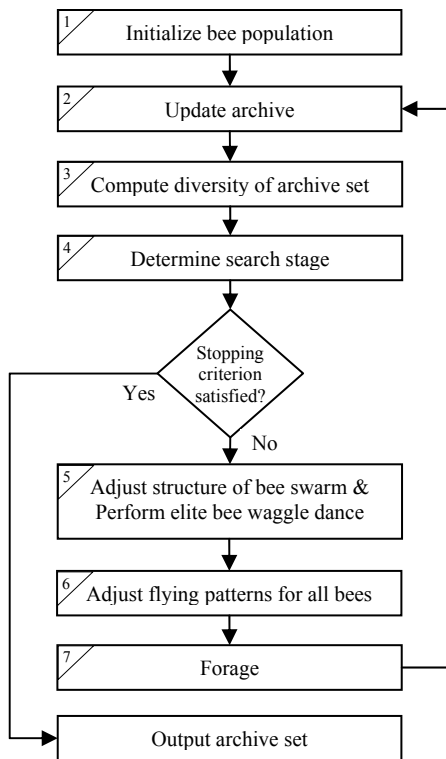 1
Initialize bee population
2
Update archive
3
Compute diversity of archive set
4
Determine search stage
Stopping
criterion
satisfied?
Yes
No
5
Adjust structure of bee swarm &
Perform elite bee waggle dance
6
Adjust flying patterns for all bees
7
Forage
Output archive set